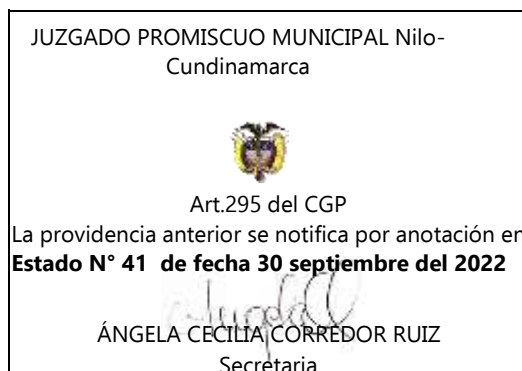 JUZGADO PROMISCUO MUNICIPAL Nilo-
Cundinamarca
Art.295 del CGP
La providencia anterior se notifica por anotación en
Estado N° 41 de fecha 30 septiembre del 2022
ÁNGELA CECILIA CORREDOR RUIZ
Secretaria